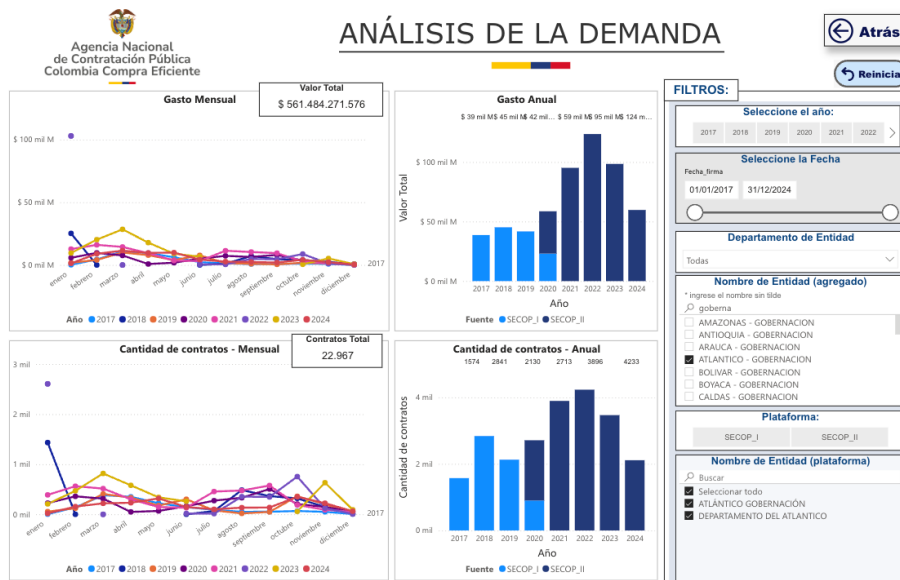 Agencia Nacional
de Contratación Pública
Colombia Compra Eficiente
ANÁLISIS DE LA DEMANDA
Atrás
Reinicia
Gasto Mensual
Valor Total
$ 561.484.271.576
$ 100 mil M
$ 50 mil M
$ 0 mil M
enero
febrero
marzo
abril
mayo
junio
julio
agosto
septiembre
octubre
noviembre
diciembre
2017
Año 2017 2018 2019 2020 2021 2022 2023 2024
Gasto Anual
$ 39 mil M $ 45 mil M $ 42 mil... $ 59 mil M $ 95 mil M $ 124 m...
Valor Total
$ 100 mil M
$ 50 mil M
$ 0 mil M
2017 2018 2019 2020 2021 2022 2023 2024
Año
Fuente SECOP_I SECOP_II
Cantidad de contratos - Mensual
Contratos Total
22.967
3 mil
2 mil
1 mil
0 mil
enero
febrero
marzo
abril
mayo
junio
julio
agosto
septiembre
octubre
noviembre
diciembre
2017
Año 2017 2018 2019 2020 2021 2022 2023 2024
Cantidad de contratos - Anual
1574 2841 2130 2713 3896 4233
Cantidad de contratos
4 mil
2 mil
0 mil
2017 2018 2019 2020 2021 2022 2023 2024
Año
Fuente SECOP_I SECOP_II
FILTROS:
Seleccione el año:
2017 2018 2019 2020 2021 2022
Seleccione la Fecha
Fecha_firma
01/01/2017 31/12/2024
Departamento de Entidad
Todas
Nombre de Entidad (agregado)
* ingrese el nombre sin tilde
goberna
AMAZONAS - GOBERNACION
ANTIOQUIA - GOBERNACION
ARAUCA - GOBERNACION
ATLANTICO - GOBERNACION
BOLIVAR - GOBERNACION
BOYACA - GOBERNACION
CALDAS - GOBERNACION
Plataforma:
SECOP_I SECOP_II
Nombre de Entidad (plataforma)
Buscar
Seleccionar todo
ATLÁNTICO GOBERNACIÓN
DEPARTAMENTO DEL ATLANTICO